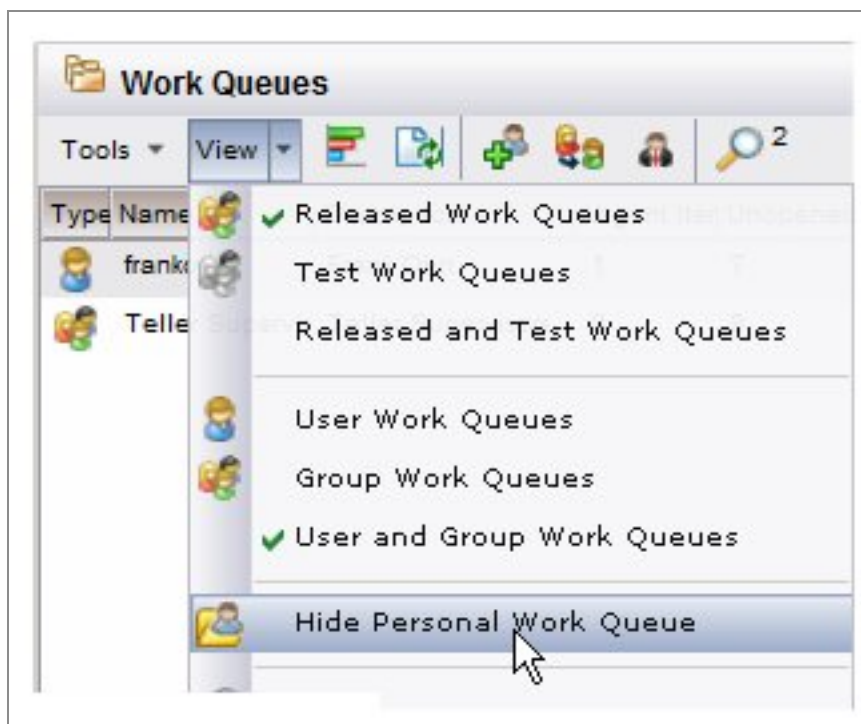 Work Queues
Tools View 2
Type Name
Released Work Queues
frank
Test Work Queues
Telle
Released and Test Work Queues
User Work Queues
Group Work Queues
User and Group Work Queues
Hide Personal Work Queue